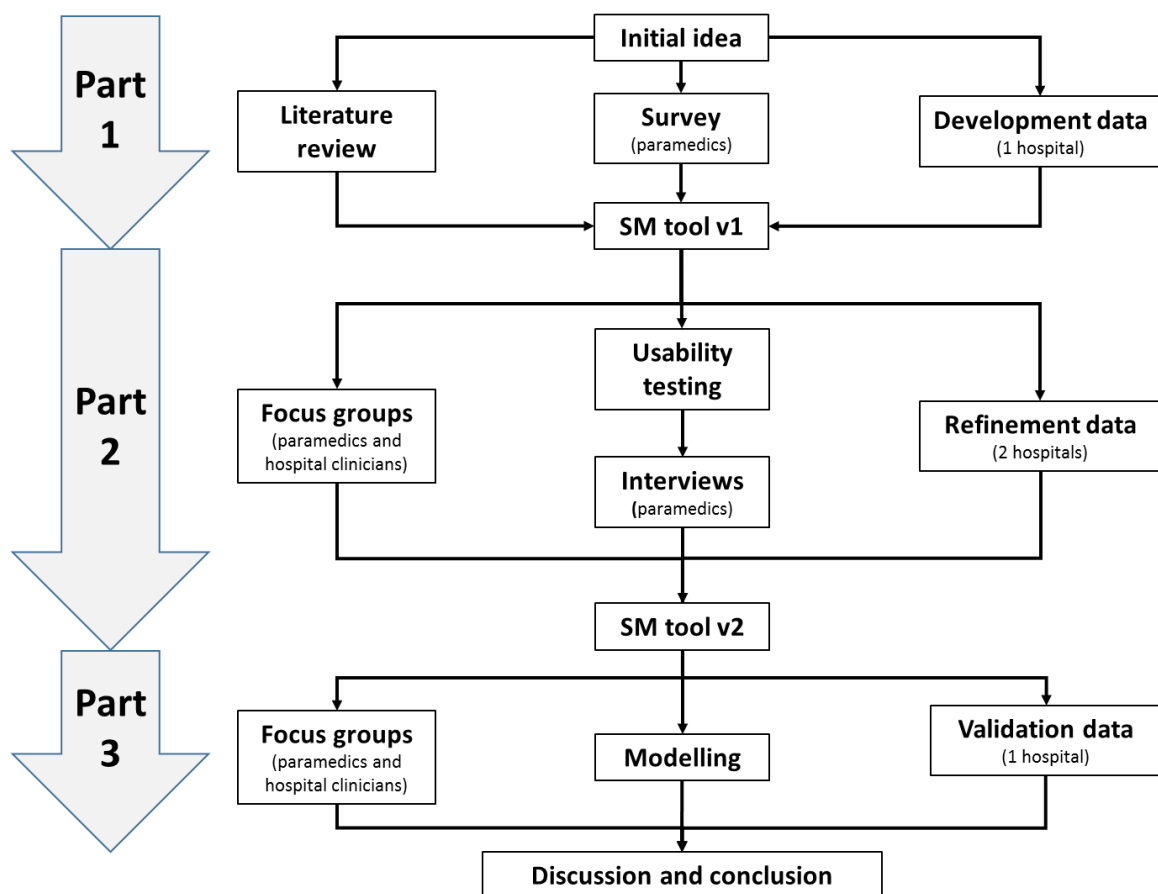 Part
1
Initial idea
Literature
review
Survey
(paramedics)
Development data
(1 hospital)
SM tool v1
Part
2
Usability
testing
Focus groups
(paramedics and
hospital clinicians)
Refinement data
(2 hospitals)
Interviews
(paramedics)
SM tool v2
Part
3
Focus groups
(paramedics and
hospital clinicians)
Modelling
Validation data
(1 hospital)
Discussion and conclusion